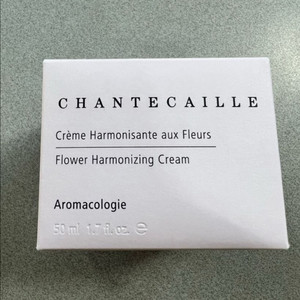 CHANTECAILLE
Crème Harmonisante aux Fleurs
Flower Harmonizing Cream
Aromacologie
50 ml 1.7 fl. oz. ℮